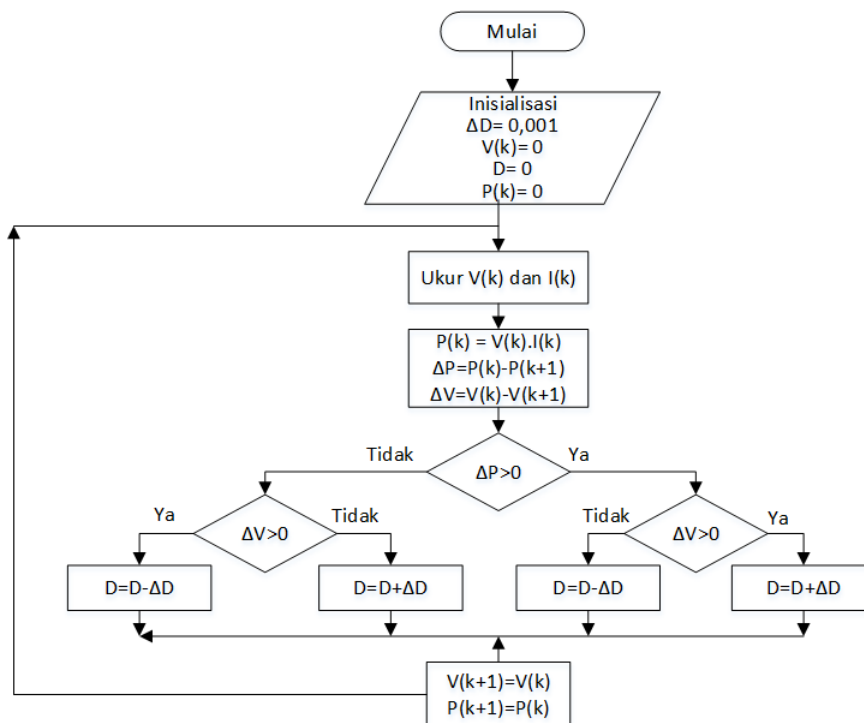 Mulai
Inisialisasi
ΔD= 0,001
V(k)= 0
D= 0
P(k)= 0
Ukur V(k) dan I(k)
P(k) = V(k).I(k)
ΔP=P(k)-P(k+1)
ΔV=V(k)-V(k+1)
Tidak
ΔP>0
Ya
Ya
ΔV>0
Tidak
Tidak
ΔV>0
Ya
D=D-ΔD
D=D+ΔD
D=D-ΔD
D=D+ΔD
V(k+1)=V(k)
P(k+1)=P(k)